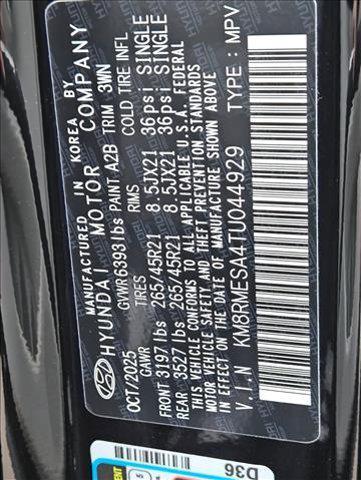 MANUFACTURED IN KOREA BY
HYUNDAI MOTOR COMPANY
GVWR 6393lbs PAINT A2B TRIM 3WN
OCT/2025 GAWR TIRES RIMS COLD TIRE INFL
FRONT 3197 lbs 265/45R21 8.5JX21 36psi SINGLE
REAR 3527 lbs 265/45R21 8.5JX21 36psi SINGLE
THIS VEHICLE CONFORMS TO ALL APPLICABLE U.S.A. FEDERAL
MOTOR VEHICLE SAFETY, BUMPER, AND THEFT PREVENTION STANDARDS
IN EFFECT ON THE DATE OF MANUFACTURE SHOWN ABOVE
KM8RMESA4TU044929
V.I.N TYPE : MPV
D36